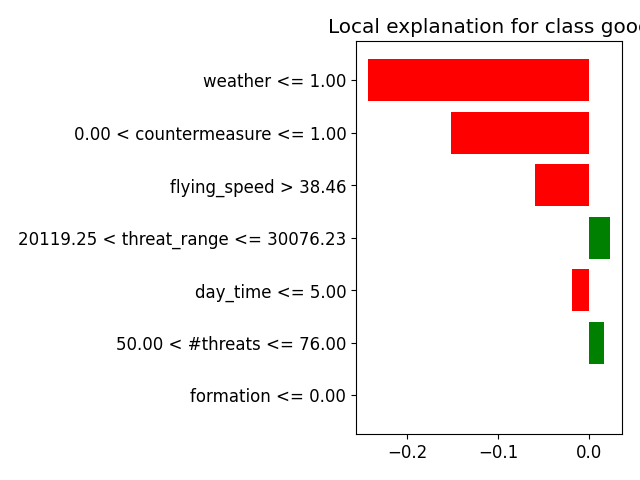 Local explanation for class goo
weather <= 1.00
0.00 < countermeasure <= 1.00
flying_speed > 38.46
20119.25 < threat_range <= 30076.23
day_time <= 5.00
50.00 < #threats <= 76.00
formation <= 0.00
−0.2 −0.1 0.0